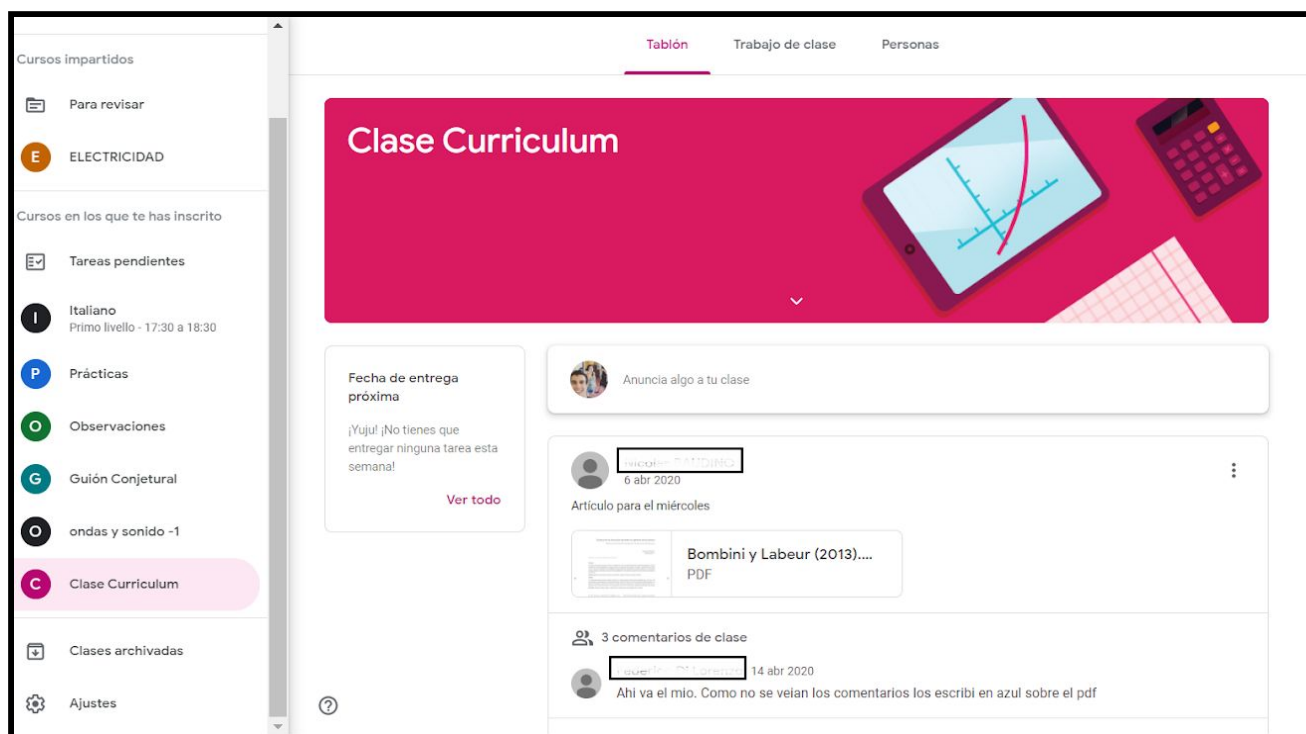 Cursos impartidos
Para revisar
E ELECTRICIDAD
Cursos en los que te has inscrito
Tareas pendientes
I Italiano
Primo livello - 17:30 a 18:30
P Prácticas
O Observaciones
G Guión Conjetural
O ondas y sonido -1
C Clase Curriculum
Clases archivadas
Ajustes
Tablón Trabajo de clase Personas
Clase Curriculum
Fecha de entrega
próxima
¡Yuju! ¡No tienes que
entregar ninguna tarea esta
semana!
Ver todo
Anuncia algo a tu clase
6 abr 2020
Artículo para el miércoles
Bombini y Labeur (2013)....
PDF
3 comentarios de clase
14 abr 2020
Ahi va el mio. Como no se veian los comentarios los escribi en azul sobre el pdf